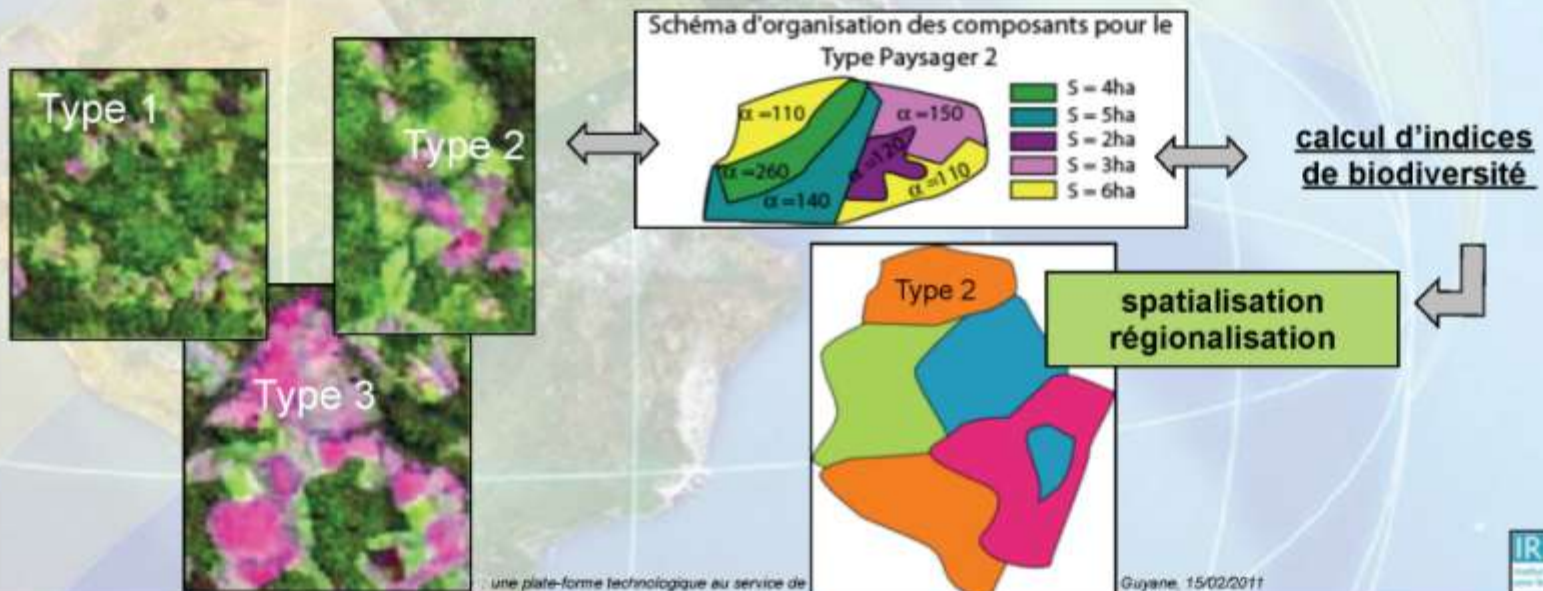 Type 1
Type 2
Type 3
Schéma d'organisation des composants pour le
Type Paysager 2
α =110
α =150
α =260
α =120
α =110
α =140
S = 4ha
S = 5ha
S = 2ha
S = 3ha
S = 6ha
calcul d'indices
de biodiversité
Type 2
spatialisation
régionalisation
: une plate-forme technologique au service de
Guyane, 15/02/2011
IR